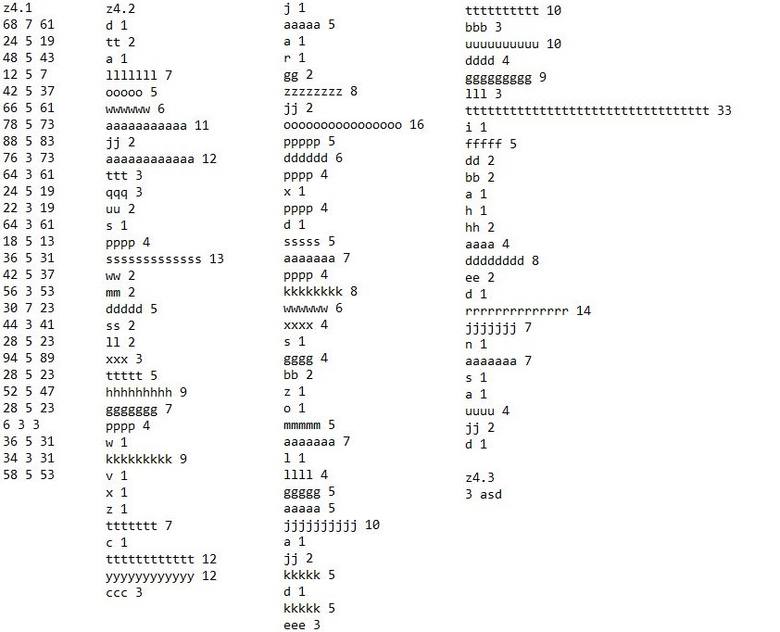 z4.1
68 7 61
24 5 19
48 5 43
12 5 7
42 5 37
66 5 61
78 5 73
88 5 83
76 3 73
64 3 61
24 5 19
22 3 19
64 3 61
18 5 13
36 5 31
42 5 37
56 3 53
30 7 23
44 3 41
28 5 23
94 5 89
28 5 23
52 5 47
28 5 23
6 3 3
36 5 31
34 3 31
58 5 53
z4.2
d 1
tt 2
a 1
lllllll 7
ooooo 5
wwwwww 6
aaaaaaaaaaa 11
jj 2
aaaaaaaaaaaa 12
ttt 3
qqq 3
uu 2
s 1
pppp 4
sssssssssssss 13
ww 2
mm 2
ddddd 5
ss 2
ll 2
xxx 3
ttttt 5
hhhhhhhhh 9
ggggggg 7
pppp 4
w 1
kkkkkkkkk 9
v 1
x 1
z 1
ttttttt 7
c 1
tttttttttttt 12
yyyyyyyyyyyy 12
ccc 3
j 1
aaaaa 5
a 1
r 1
gg 2
zzzzzzzz 8
jj 2
oooooooooooooooo 16
ppppp 5
dddddd 6
pppp 4
x 1
pppp 4
d 1
sssss 5
aaaaaaa 7
pppp 4
kkkkkkkk 8
wwwwww 6
xxxx 4
s 1
gggg 4
bb 2
z 1
o 1
mmmmm 5
aaaaaaa 7
l 1
llll 4
ggggg 5
aaaaa 5
jjjjjjjjjj 10
a 1
jj 2
kkkkk 5
d 1
kkkkk 5
eee 3
tttttttttt 10
bbb 3
uuuuuuuuuu 10
dddd 4
ggggggggg 9
lll 3
ttttttttttttttttttttttttttttttttt 33
i 1
fffff 5
dd 2
bb 2
a 1
h 1
hh 2
aaaa 4
dddddddd 8
ee 2
d 1
rrrrrrrrrrrrrr 14
jjjjjjj 7
n 1
aaaaaaa 7
s 1
a 1
uuuu 4
jj 2
d 1
z4.3
3 asd